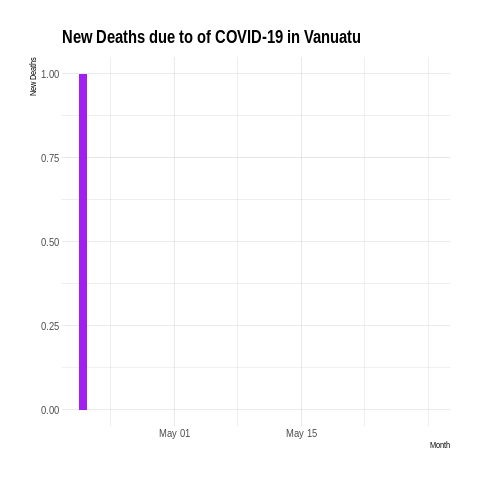 New Deaths due to of COVID-19 in Vanuatu
New Deaths
1.00
0.75
0.50
0.25
0.00
May 01
May 15
Month